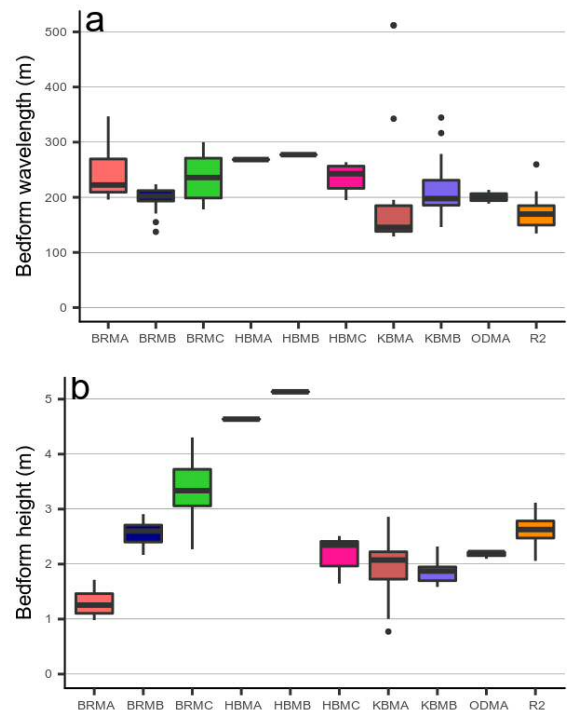 a
Bedform wavelength (m)
500
400
300
200
100
0
BRMA BRMB BRMC HBMA HBMB HBMC KBMA KBMB ODMA R2
b
Bedform height (m)
5
4
3
2
1
0
BRMA BRMB BRMC HBMA HBMB HBMC KBMA KBMB ODMA R2